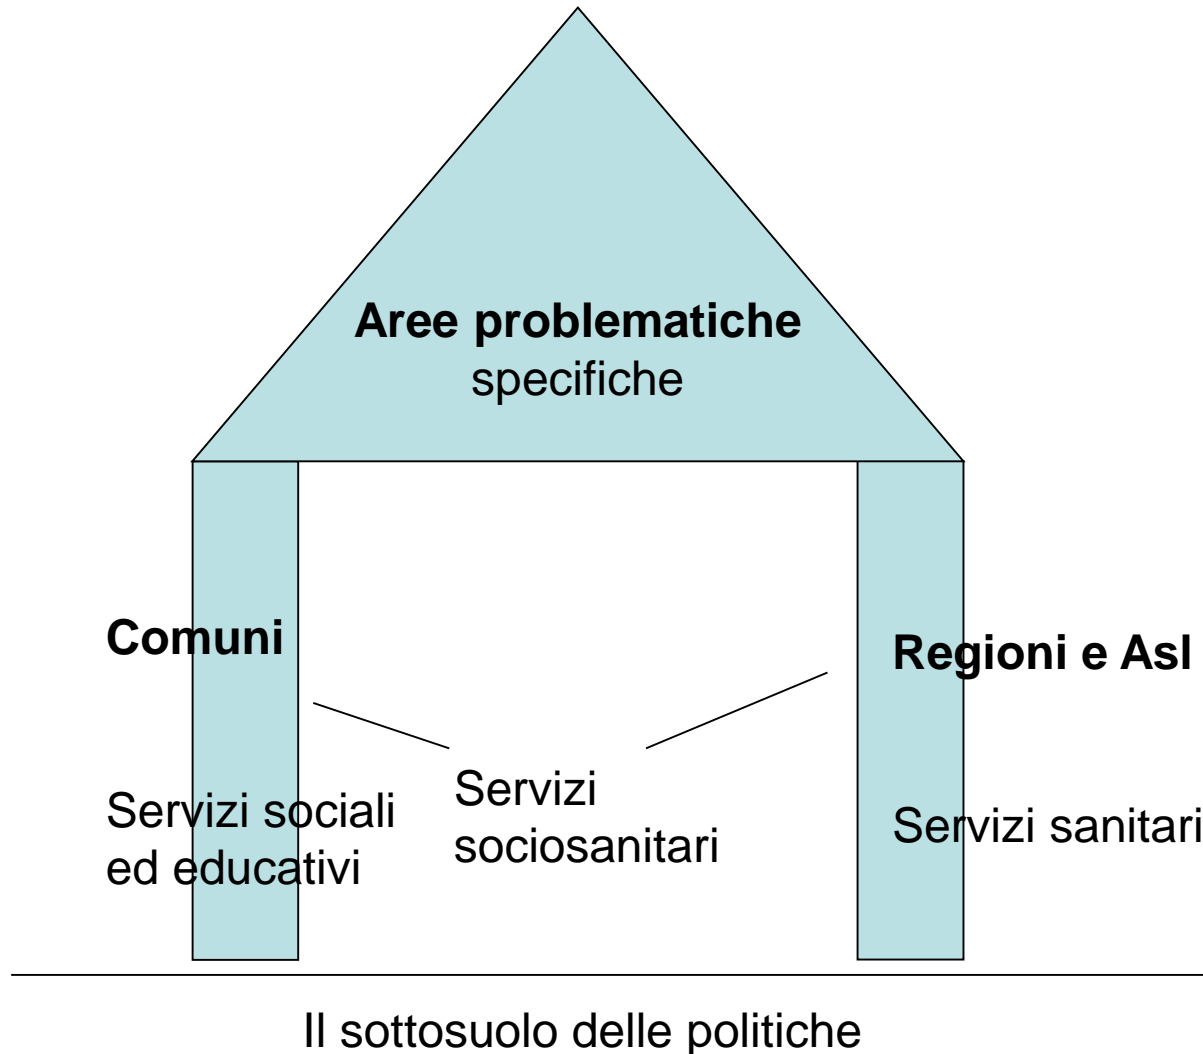 Aree problematiche
specifiche
Comuni
Regioni e Asl
Servizi
sociosanitari
Servizi sociali
ed educativi
Servizi sanitari
Il sottosuolo delle politiche